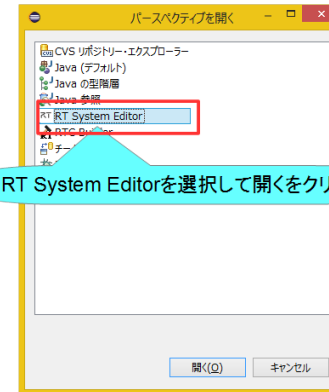 パースペクティブを開く
CVS リポジトリー・エクスプローラー
Java (デフォルト)
Java の型階層
Java 参照
RT System Editor
RT System Editorを選択して開くをクリ
開く(O)
キャンセル